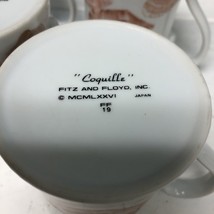 "Coquille"
FITZ AND FLOYD, INC.
© MCMLXXVI JAPAN
FF
19